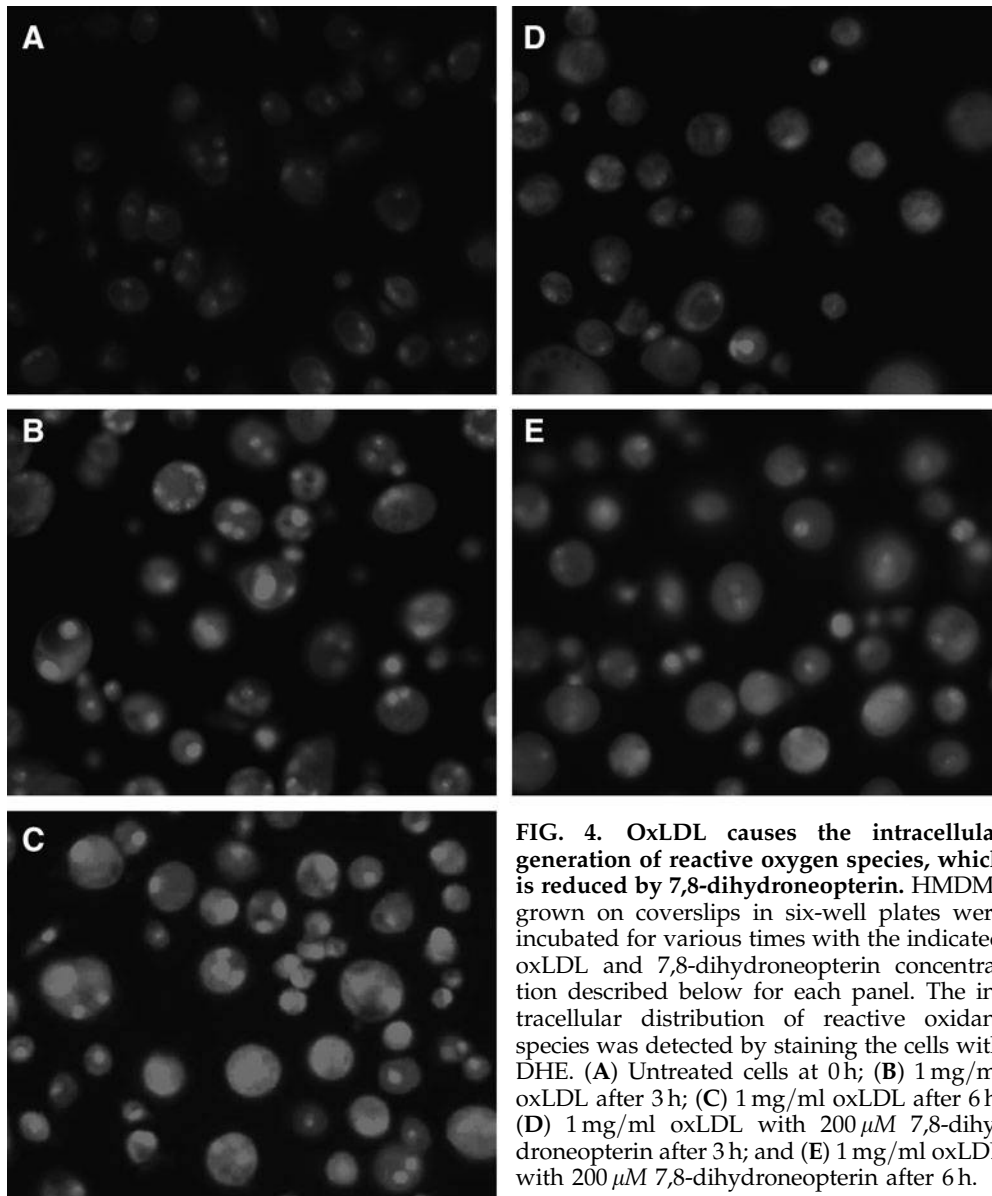 A
D
B
E
C
FIG. 4. OxLDL causes the intracellula
generation of reactive oxygen species, which
is reduced by 7,8-dihydroneopterin. HMDM
grown on coverslips in six-well plates wer
incubated for various times with the indicated
oxLDL and 7,8-dihydroneopterin concentra
tion described below for each panel. The in
tracellular distribution of reactive oxidan
species was detected by staining the cells with
DHE. (A) Untreated cells at 0 h; (B) 1 mg/m
oxLDL after 3 h; (C) 1 mg/ml oxLDL after 6 h
(D) 1 mg/ml oxLDL with 200 μM 7,8-dihy
droneopterin after 3 h; and (E) 1 mg/ml oxLDL
with 200 μM 7,8-dihydroneopterin after 6 h.